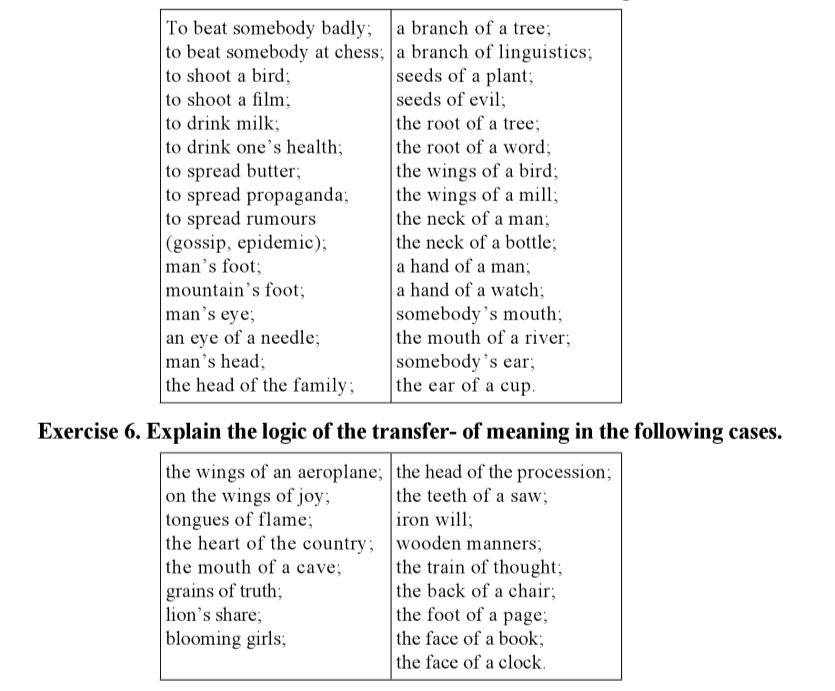 To beat somebody badly;
to beat somebody at chess;
to shoot a bird;
to shoot a film;
to drink milk;
to drink one’s health;
to spread butter;
to spread propaganda;
to spread rumours
(gossip, epidemic);
man’s foot;
mountain’s foot;
man’s eye;
an eye of a needle;
man’s head;
the head of the family;
a branch of a tree;
a branch of linguistics;
seeds of a plant;
seeds of evil;
the root of a tree;
the root of a word;
the wings of a bird;
the wings of a mill;
the neck of a man;
the neck of a bottle;
a hand of a man;
a hand of a watch;
somebody’s mouth;
the mouth of a river;
somebody’s ear;
the ear of a cup.
Exercise 6. Explain the logic of the transfer- of meaning in the following cases.
the wings of an aeroplane;
on the wings of joy;
tongues of flame;
the heart of the country;
the mouth of a cave;
grains of truth;
lion’s share;
blooming girls;
the head of the procession;
the teeth of a saw;
iron will;
wooden manners;
the train of thought;
the back of a chair;
the foot of a page;
the face of a book;
the face of a clock.